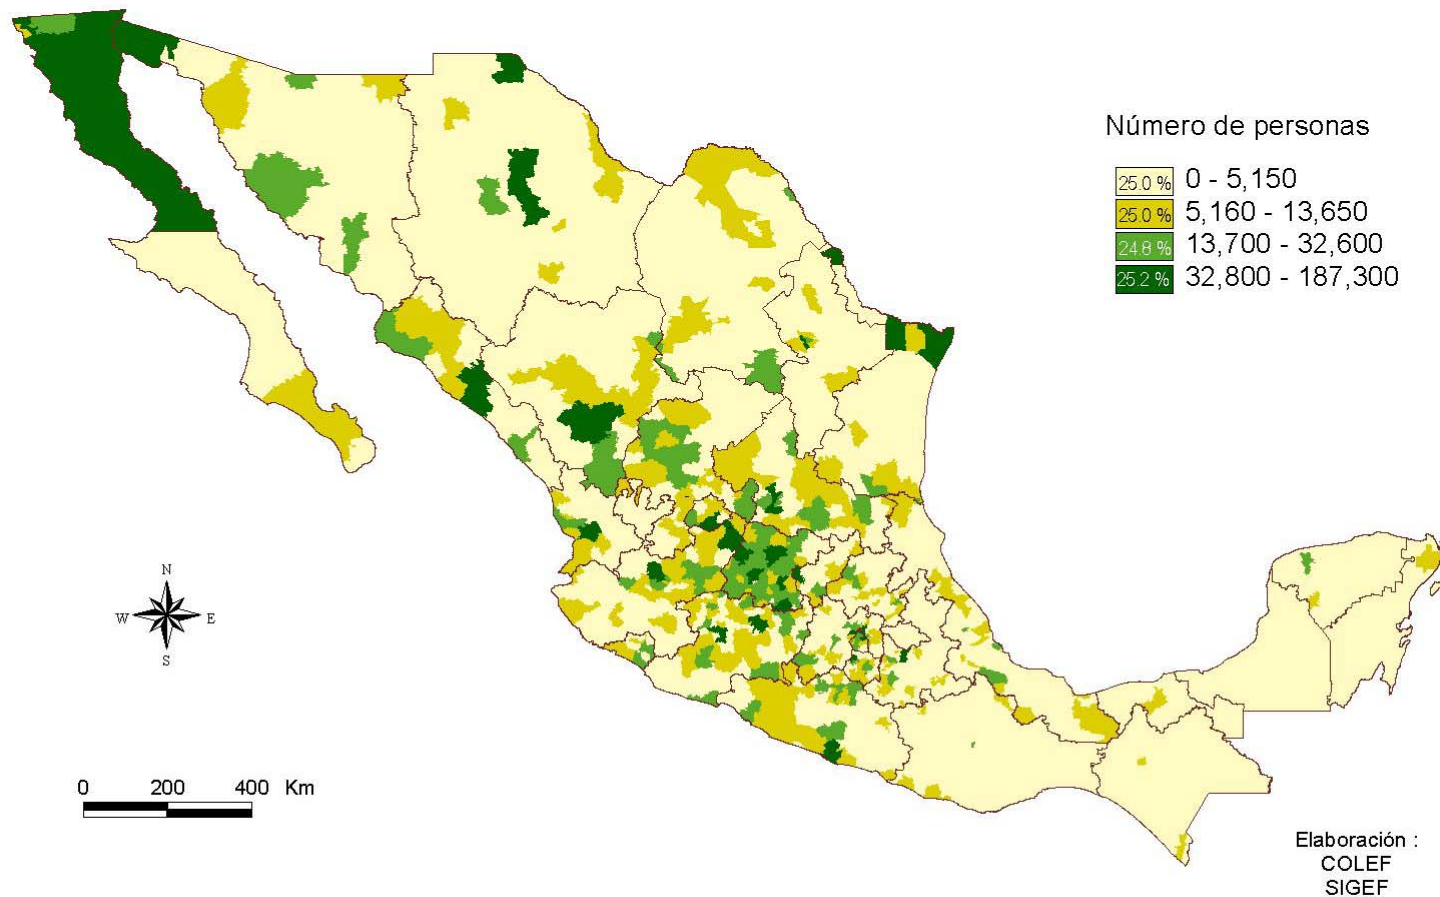 Número de personas
25.0 % 0 - 5,150
25.0 % 5,160 - 13,650
24.8 % 13,700 - 32,600
25.2 % 32,800 - 187,300
N
W E
S
0 200 400 Km
Elaboración :
COLEF
SIGEF